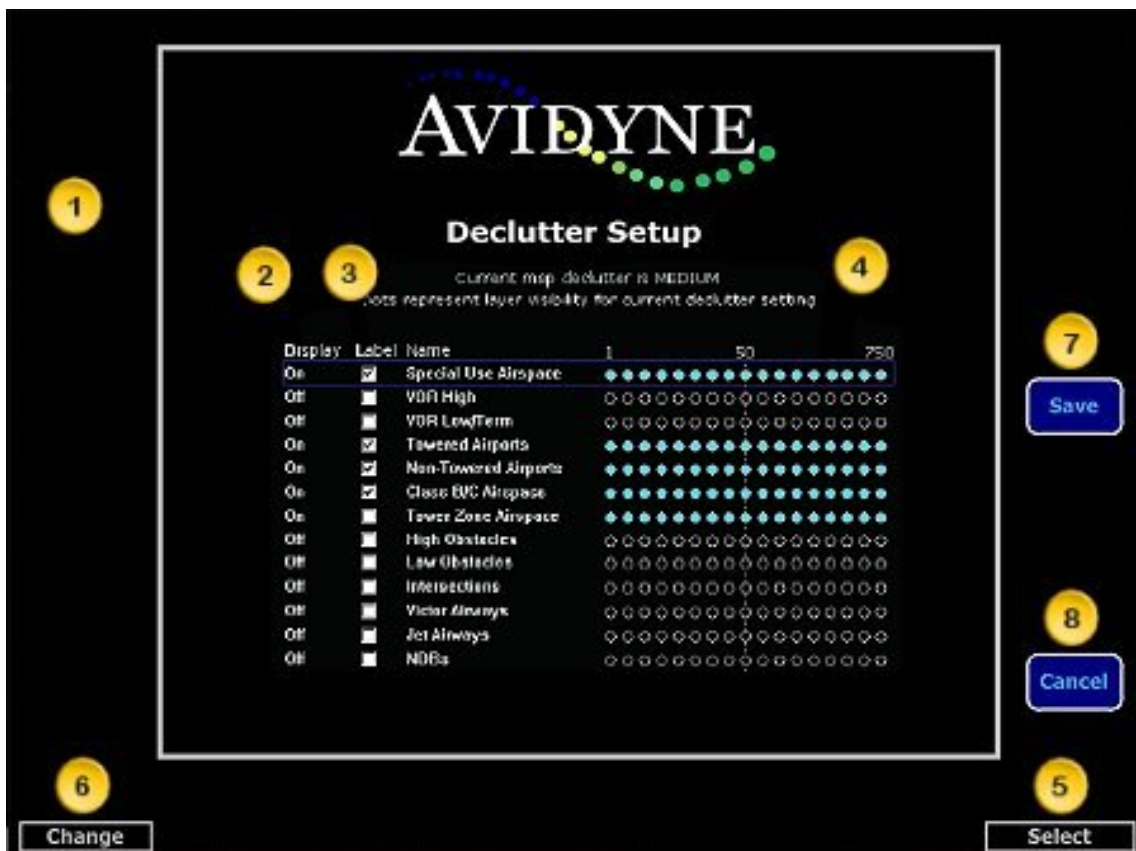 AVIDYNE
1
Declutter Setup
2
3
4
Current map declutter is MEDIUM
Dots represent layer visibility for current declutter setting
7
Display Label Name 1 50 750
On Special Use Airspace
Save
Off VOR High
Off VOR Low/Term
On Towered Airports
On Non-Towered Airports
On Class B/C Airspace
On Tower Zone Airspace
Off High Obstacles
Off Low Obstacles
Off Intersections
8
Off Victor Airways
Off Jet Airways
Off NDBs
Cancel
6
5
Change
Select